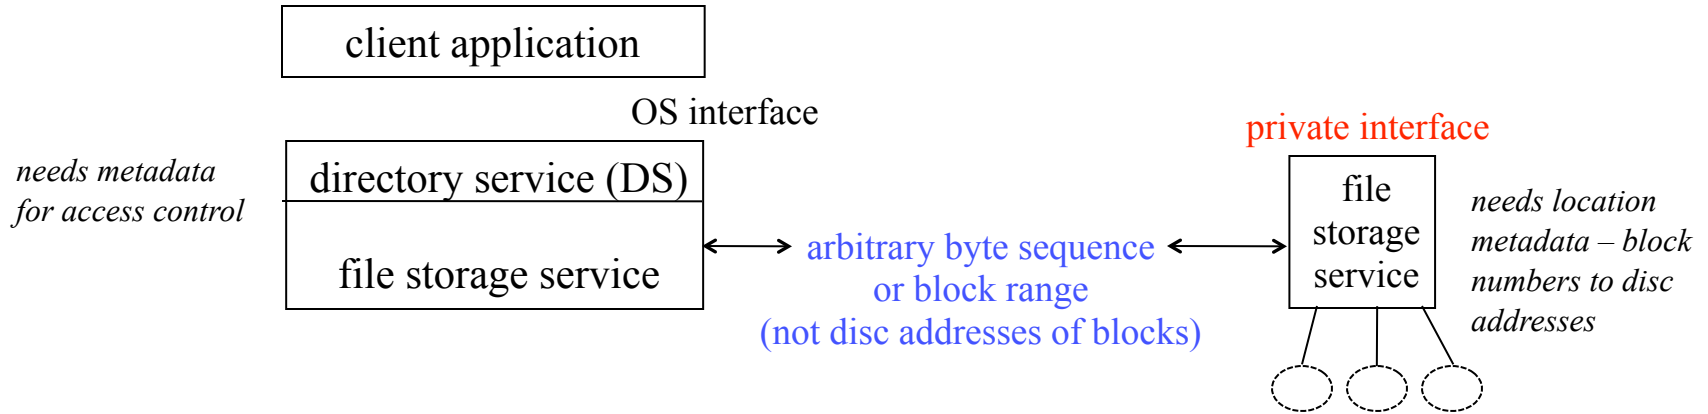 client application
OS interface
private interface
needs metadata
for access control
directory service (DS)
file storage service
arbitrary byte sequence
or block range
(not disc addresses of blocks)
file
storage
service
needs location
metadata – block
numbers to disc
addresses